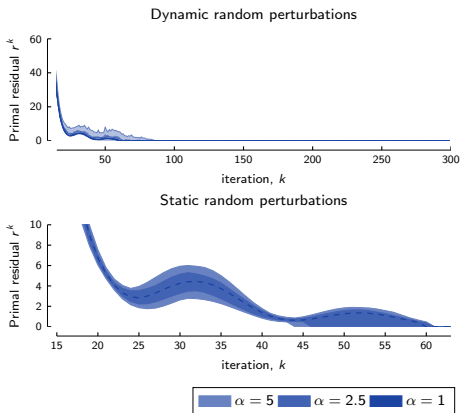 Dynamic random perturbations
Primal residual r^k
60
40
20
0
50 100 150 200 250 300
iteration, k
Static random perturbations
Primal residual r^k
10
8
6
4
2
0
15 20 25 30 35 40 45 50 55 60
iteration, k
α = 5 α = 2.5 α = 1